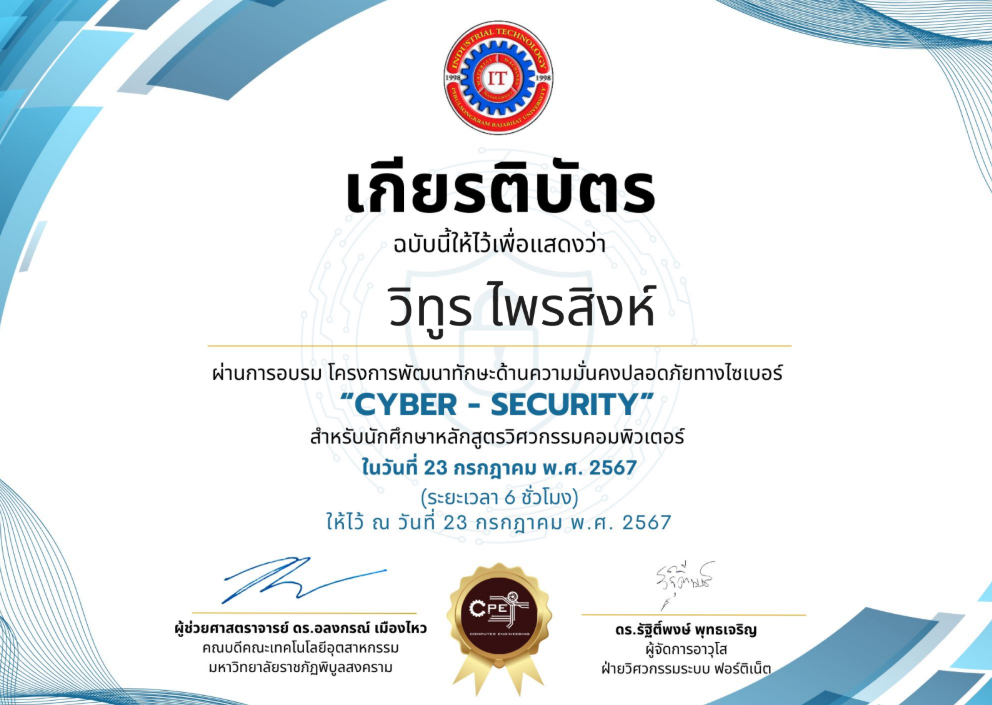 INDUSTRIAL TECHNOLOGY
1998 IT 1998
PIBULSONGKRAM RAJABHAT UNIVERSITY
เกียรติบัตร
ฉบับนี้ให้ไว้เพื่อแสดงว่า
วิทูร ไพรสิงห์
ผ่านการอบรม โครงการพัฒนาทักษะด้านความมั่นคงปลอดภัยทางไซเบอร์
“CYBER - SECURITY”
สำหรับนักศึกษาหลักสูตรวิศวกรรมคอมพิวเตอร์
ในวันที่ 23 กรกฎาคม พ.ศ. 2567
(ระยะเวลา 6 ชั่วโมง)
ให้ไว้ ณ วันที่ 23 กรกฎาคม พ.ศ. 2567
CPE
COMPUTER ENGINEERING
ผู้ช่วยศาสตราจารย์ ดร.อลงกรณ์ เมืองไหว
คณบดีคณะเทคโนโลยีอุตสาหกรรม
มหาวิทยาลัยราชภัฏพิบูลสงคราม
ดร.รัฐิติ์พงษ์ พุทธเจริญ
ผู้จัดการอาวุโส
ฝ่ายวิศวกรรมระบบ ฟอร์ติเน็ต